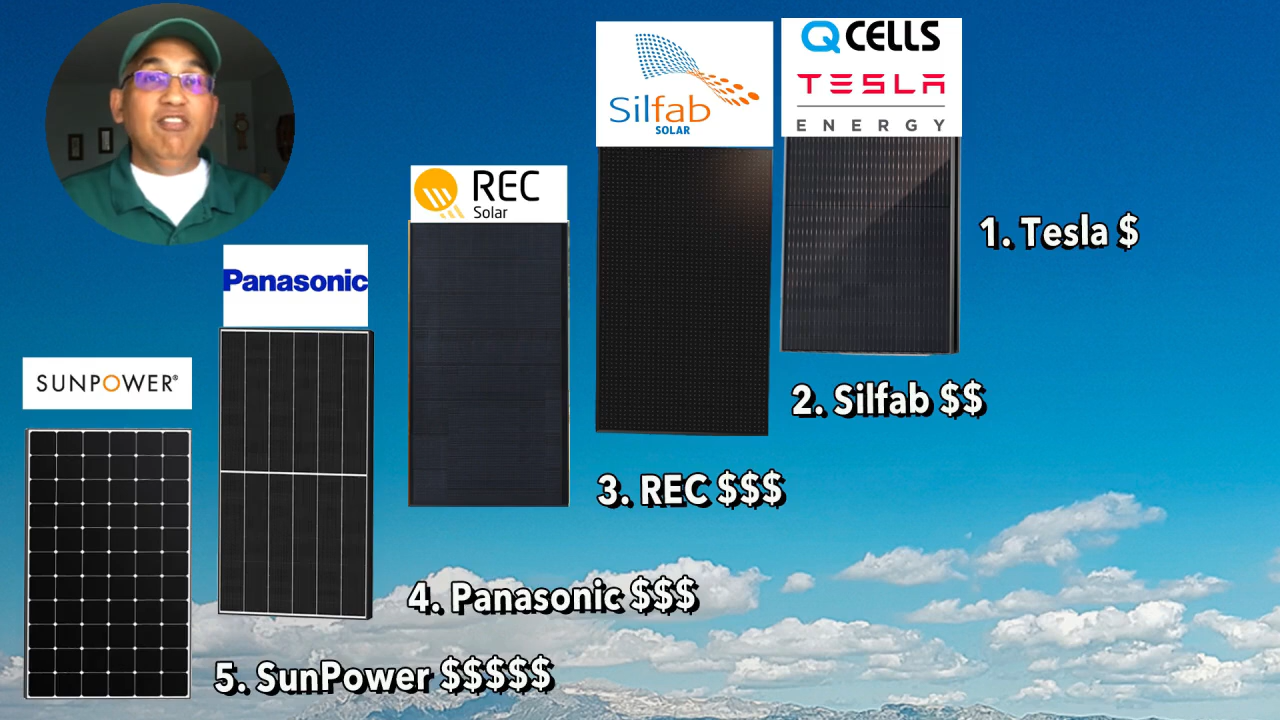 Q CELLS
TESLA
ENERGY
Silfab
SOLAR
REC
Solar
1. Tesla $
Panasonic
SUNPOWER®
2. Silfab $$
3. REC $$$
4. Panasonic $$$
5. SunPower $$$$$